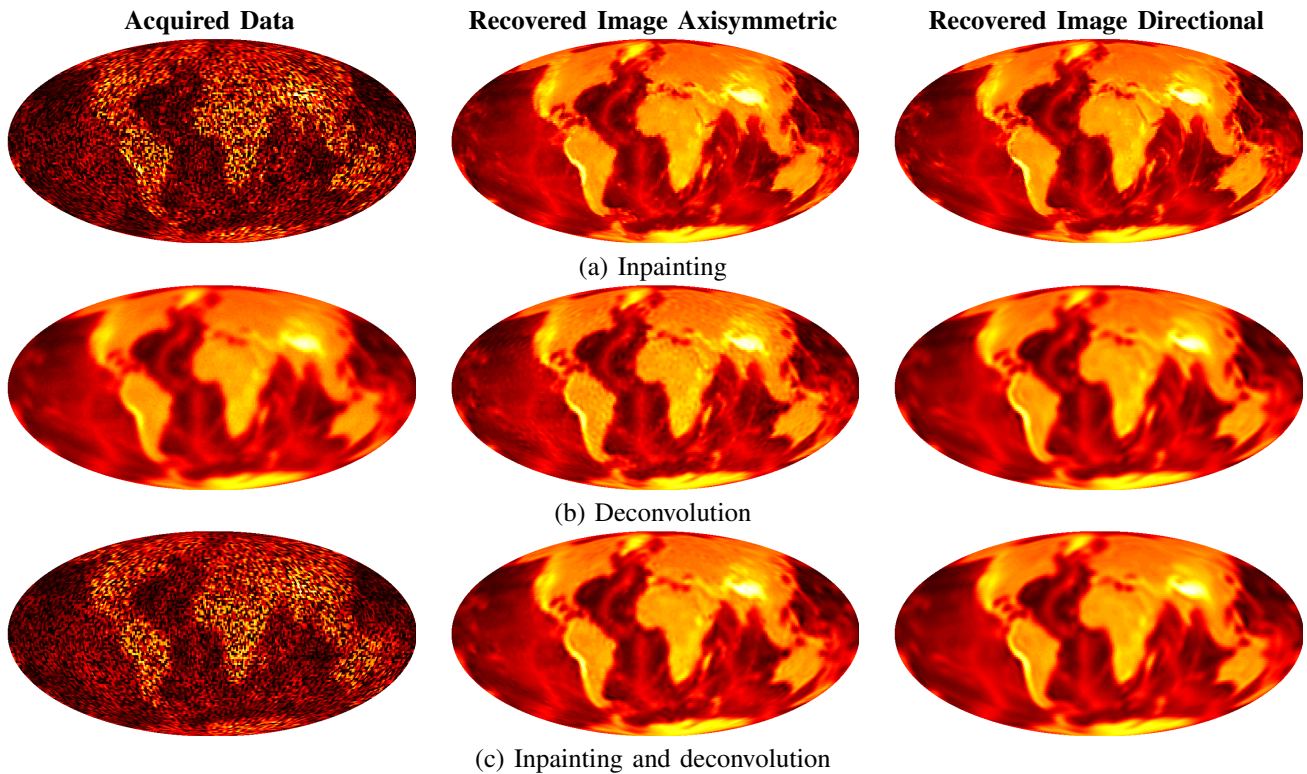 Acquired Data
Recovered Image Axisymmetric
Recovered Image Directional
(a) Inpainting
(b) Deconvolution
(c) Inpainting and deconvolution